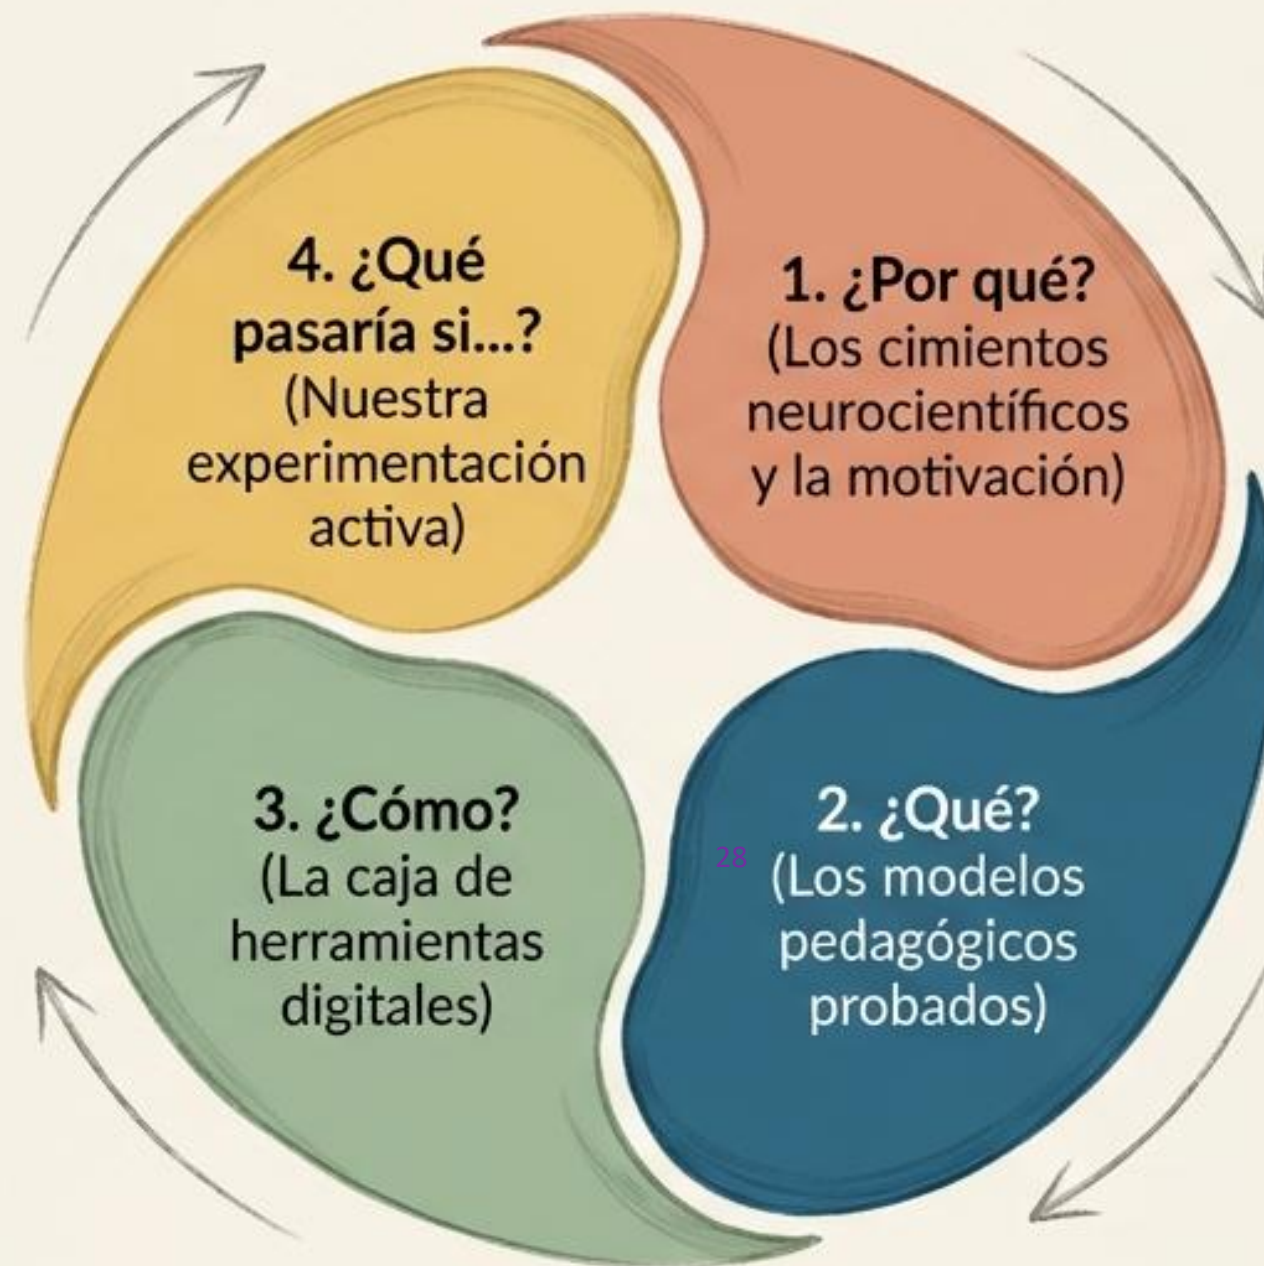 1. ¿Por qué?
(Los cimientos
neurocientíficos
y la motivación)
2. ¿Qué?
28
(Los modelos
pedagógicos
probados)
3. ¿Cómo?
(La caja de
herramientas
digitales)
4. ¿Qué
pasaría si...?
(Nuestra
experimentación
activa)